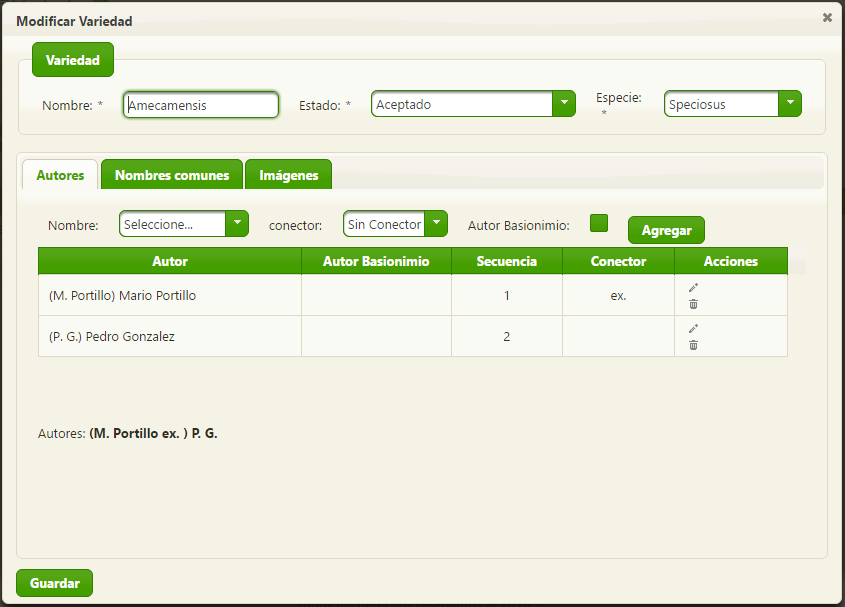 Modificar Variedad
Variedad
Nombre: * Amecamensis Estado: * Aceptado Especie: * Speciosus
Autores Nombres comunes Imágenes
Nombre: Seleccione... conector: Sin Conector Autor Basionimio: Agregar
Autor Autor Basionimio Secuencia Conector Acciones
(M. Portillo) Mario Portillo 1 ex.
(P. G.) Pedro Gonzalez 2
Autores: (M. Portillo ex. ) P. G.
Guardar